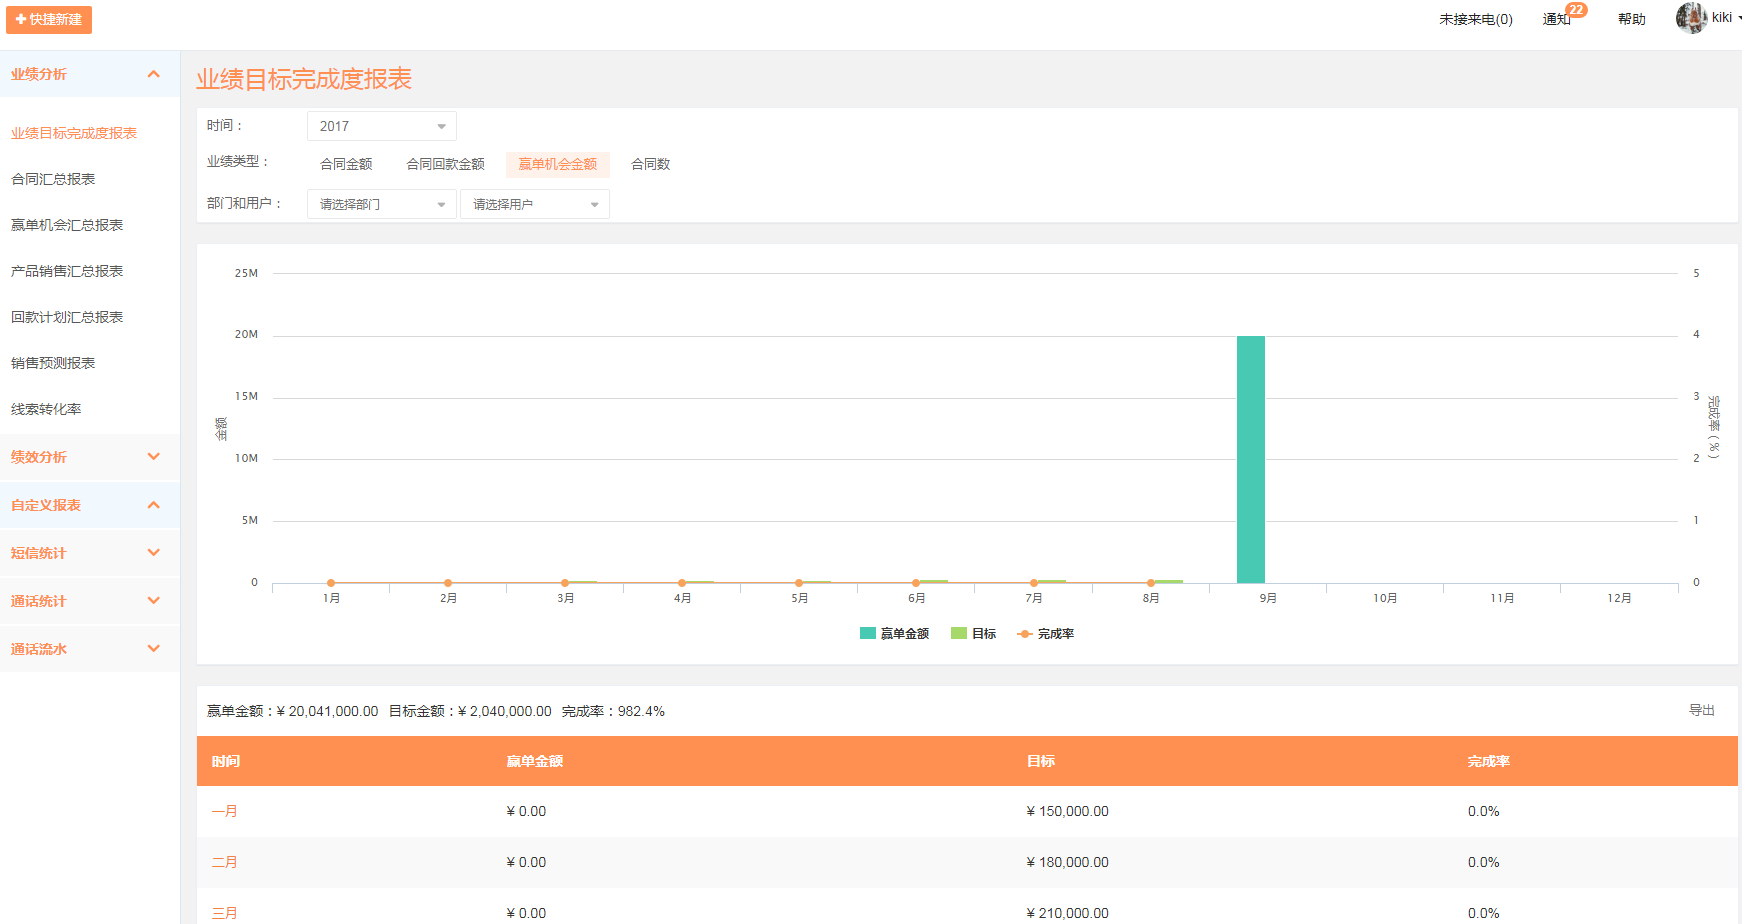 快捷新建
未接来电(0) 通知 22 帮助 kiki
业绩分析
业绩目标完成度报表
合同汇总报表
赢单机会汇总报表
产品销售汇总报表
回款计划汇总报表
销售预测报表
线索转化率
绩效分析
自定义报表
短信统计
通话统计
通话流水
业绩目标完成度报表
时间： 2017
业绩类型： 合同金额 合同回款金额 赢单机会金额 合同数
部门和用户： 请选择部门 请选择用户
25M
20M
15M
10M
5M
0
金额
5
4
3
2
1
0
完成率（%）
1月 2月 3月 4月 5月 6月 7月 8月 9月 10月 11月 12月
赢单金额 目标 完成率
赢单金额：¥ 20,041,000.00 目标金额：¥ 2,040,000.00 完成率：982.4% 导出
时间 赢单金额 目标 完成率
一月 ¥ 0.00 ¥ 150,000.00 0.0%
二月 ¥ 0.00 ¥ 180,000.00 0.0%
三月 ¥ 0.00 ¥ 210,000.00 0.0%